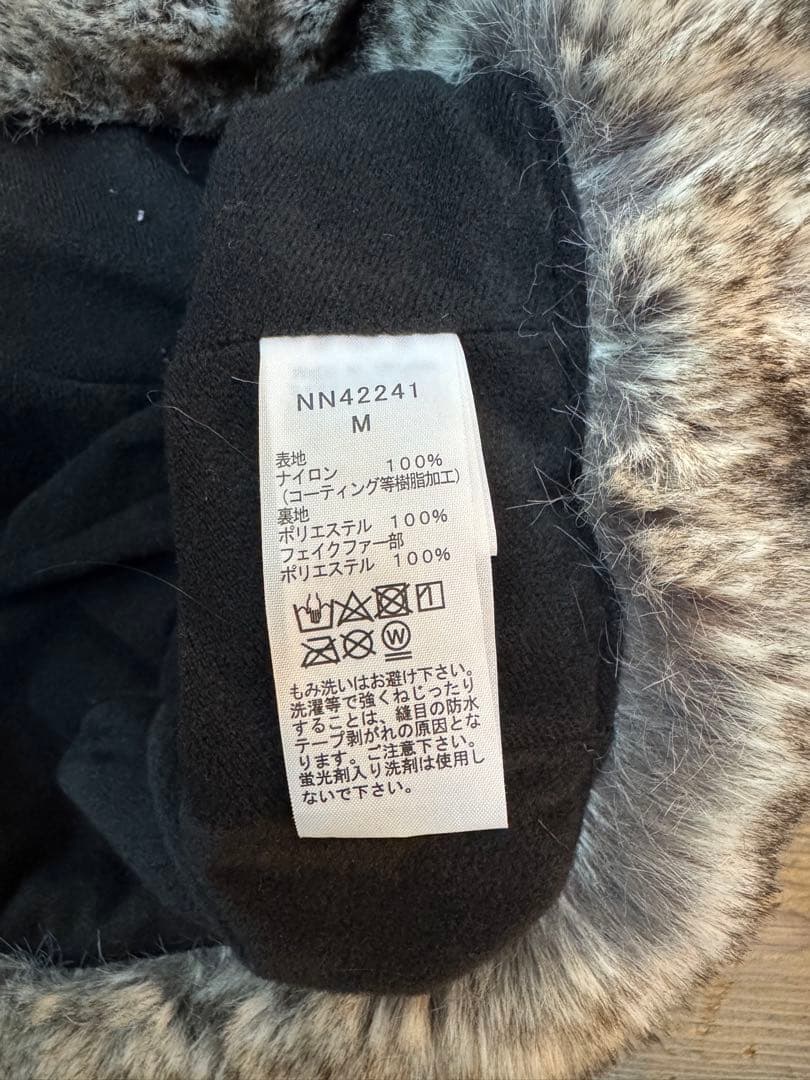 NN42241
M
表地
ナイロン 100%
(コーティング等樹脂加工)
裏地
ポリエステル 100%
フェイクファー部
ポリエステル 100%
W
もみ洗いはお避け下さい。
洗濯等で強くねじったり
することは、縫目の防水
テープ剥がれの原因とな
ります。ご注意下さい。
蛍光剤入り洗剤は使用し
ないで下さい。